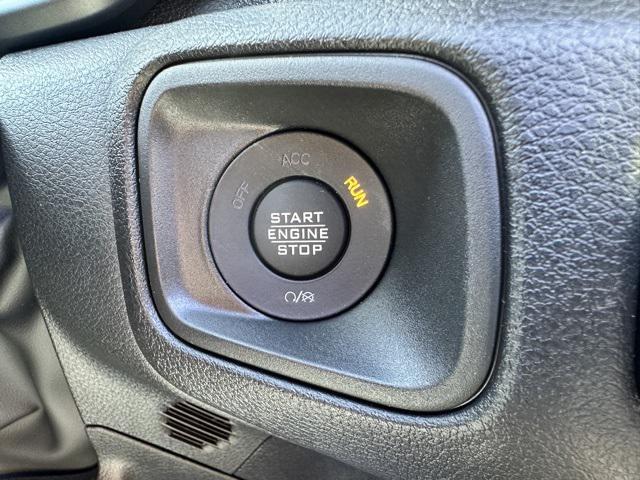 OFF
ACC
RUN
START
ENGINE
STOP